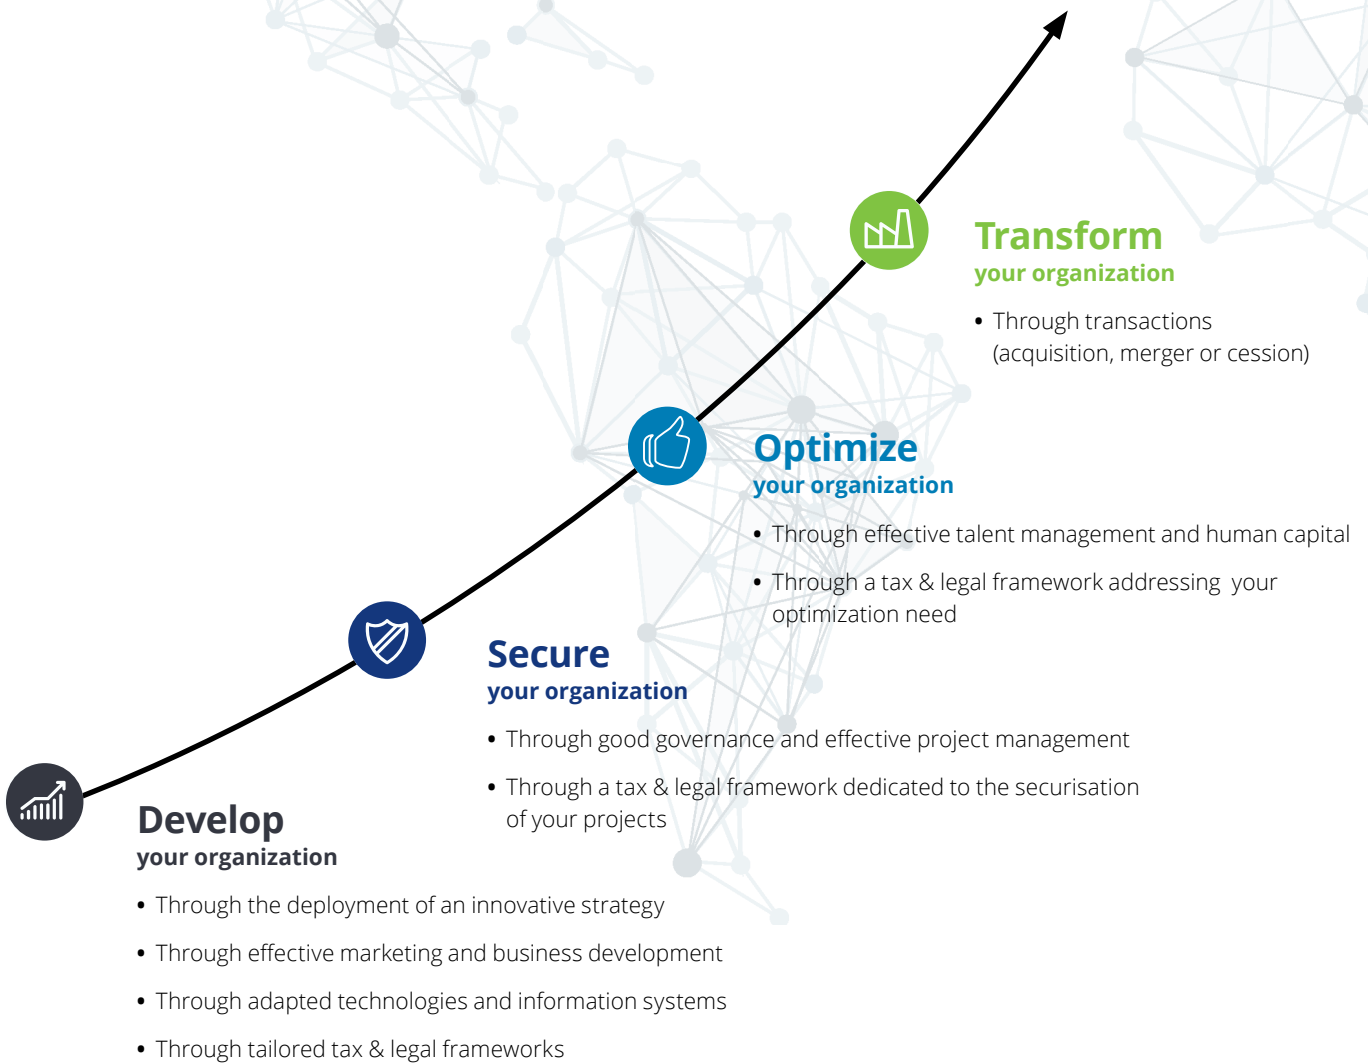 Transform
your organization
• Through transactions
(acquisition, merger or cession)
Optimize
your organization
• Through effective talent management and human capital
• Through a tax & legal framework addressing  your
optimization need
Secure
your organization
• Through good governance and effective project management
• Through a tax & legal framework dedicated to the securisation
of your projects
Develop
your organization
• Through the deployment of an innovative strategy
• Through effective marketing and business development
• Through adapted technologies and information systems
• Through tailored tax & legal frameworks